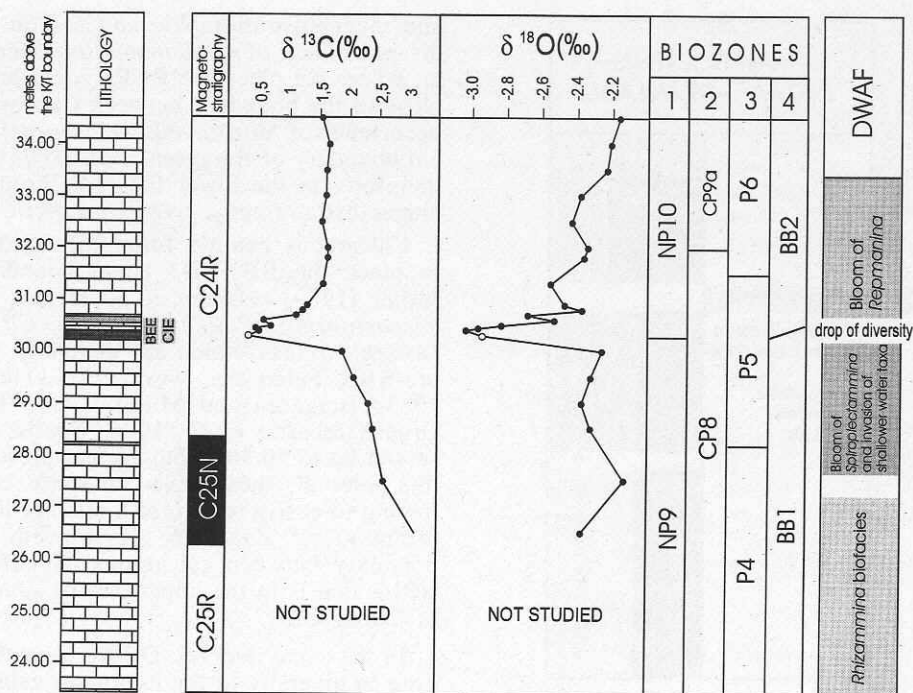 metres above
the K/T boundary
LITHOLOGY
Magneto-
stratigraphy
δ 13C(‰)
0,5
1
1,5
2
2,5
3
δ 18O(‰)
-3.0
-2.8
-2.6
-2.4
-2.2
BIOZONES
1
2
3
4
34.00
33.00
32.00
31.00
30.00
29.00
28.00
27.00
26.00
25.00
24.00
BEE
CIE
C24R
C25N
C25R
NOT STUDIED
NOT STUDIED
NP10
NP9
CP9a
CP8
P6
P5
P4
BB2
BB1
DWAF
Bloom of
Repmanina
drop of diversity
Bloom of
Spiroplectammina
and invasion of
shallower water taxa
Rhizammina biofacies